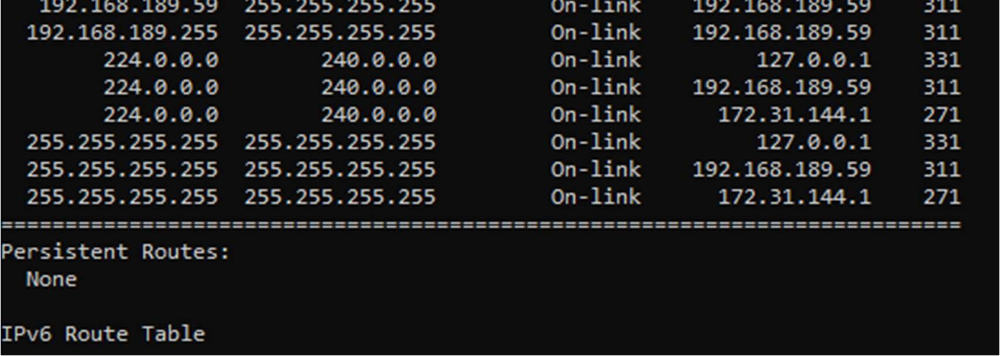 192.168.189.59 255.255.255.255 On-link 192.168.189.59 311
192.168.189.255 255.255.255.255 On-link 192.168.189.59 311
224.0.0.0 240.0.0.0 On-link 127.0.0.1 331
224.0.0.0 240.0.0.0 On-link 192.168.189.59 311
224.0.0.0 240.0.0.0 On-link 172.31.144.1 271
255.255.255.255 255.255.255.255 On-link 127.0.0.1 331
255.255.255.255 255.255.255.255 On-link 192.168.189.59 311
255.255.255.255 255.255.255.255 On-link 172.31.144.1 271
===========================================================================
Persistent Routes:
None
IPv6 Route Table